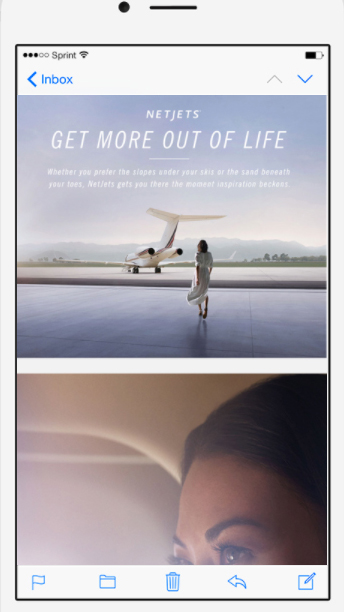 Sprint
Inbox
NETJETS
GET MORE OUT OF LIFE
Whether you prefer the slopes under your skis or the sand beneath
your toes, NetJets gets you there the moment inspiration beckons.